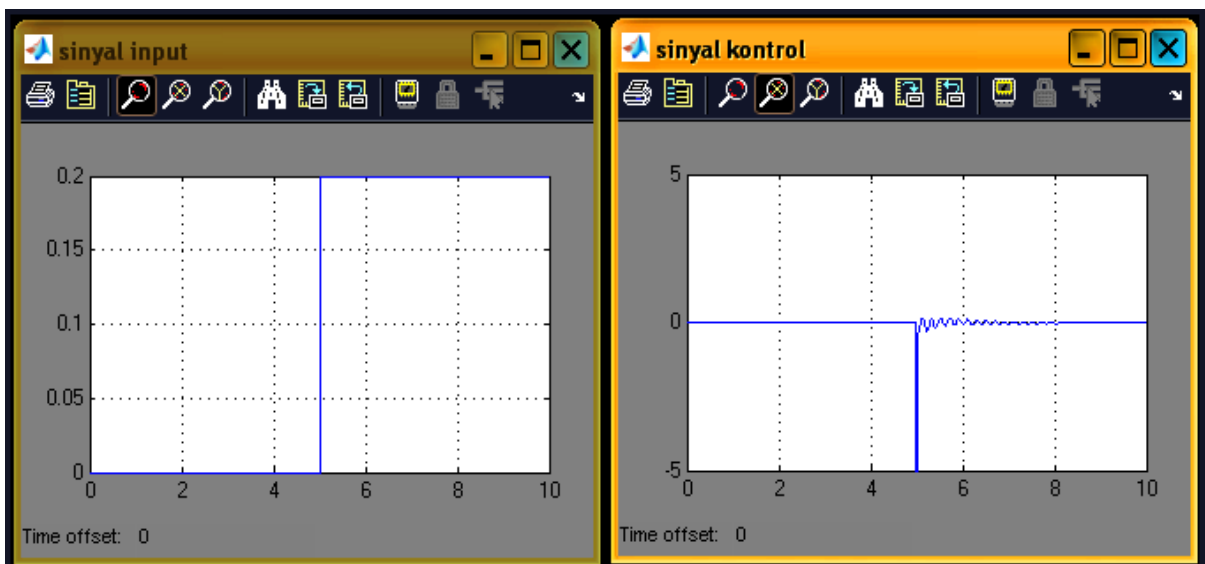 sinyal input
0.2
0.15
0.1
0.05
0
0 2 4 6 8 10
Time offset: 0
sinyal kontrol
5
0
-5
0 2 4 6 8 10
Time offset: 0